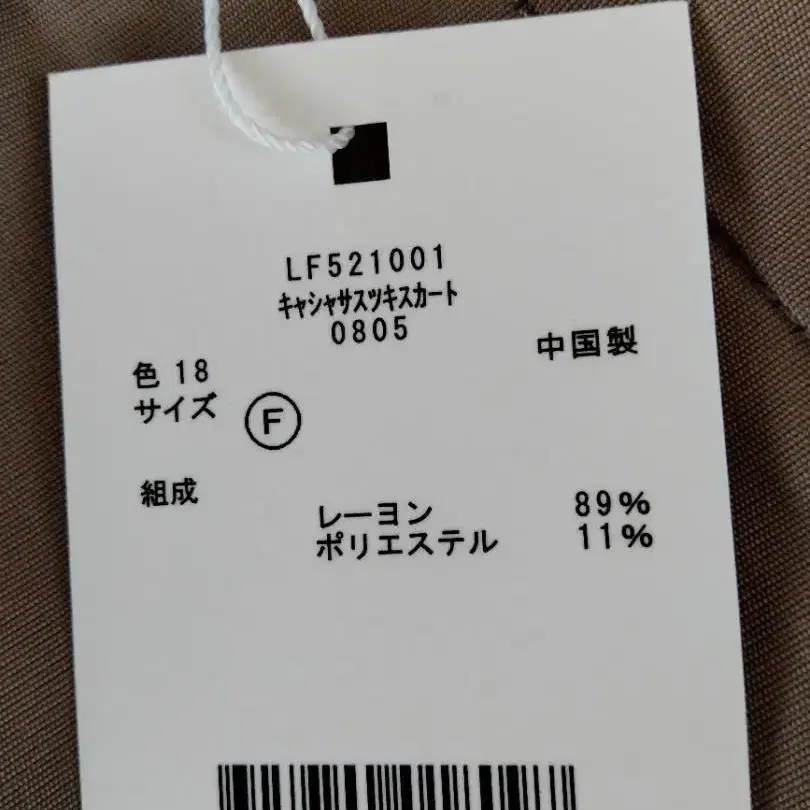 LF521001
キャシャサスツキスカート
0805
中国製
色 18
サイズ Ⓕ
組成
レーヨン 89%
ポリエステル 11%